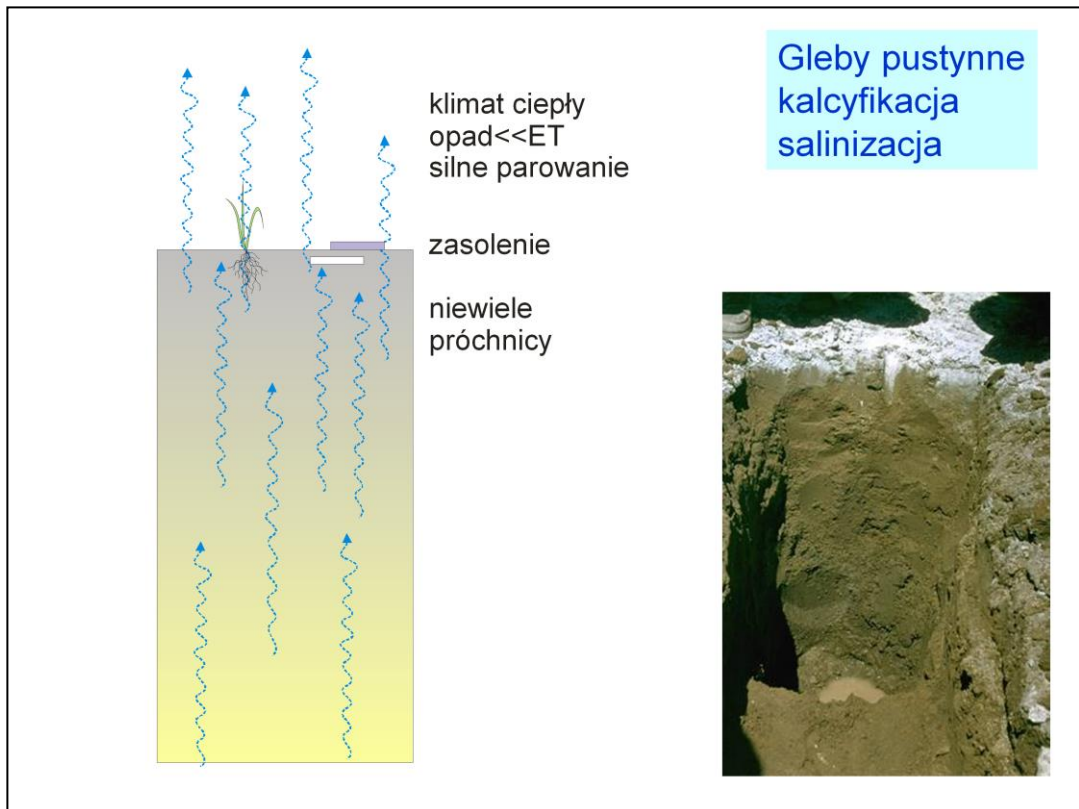 Gleby pustynne
kalcyfikacja
salinizacja
klimat ciepły
opad<<ET
silne parowanie
zasolenie
niewiele
próchnicy